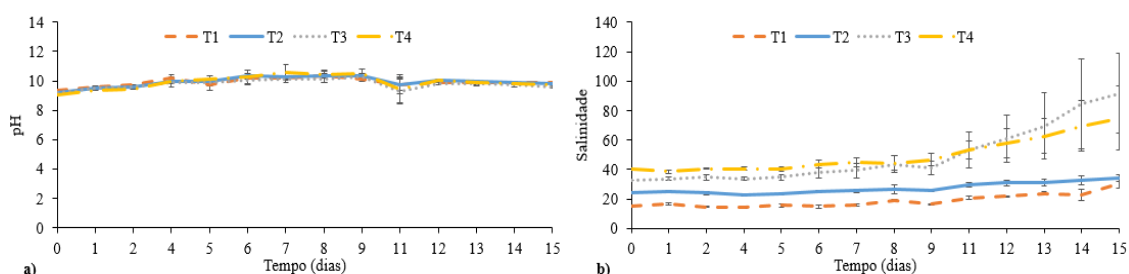 14
12
10
8
6
4
2
0
pH
T1 T2 T3 T4
0 1 2 4 5 6 7 8 9 11 12 13 14 15
Tempo (dias)
a)
140
120
100
80
60
40
20
0
Salinidade
T1 T2 T3 T4
0 1 2 4 5 6 7 8 9 11 12 13 14 15
Tempo (dias)
b)